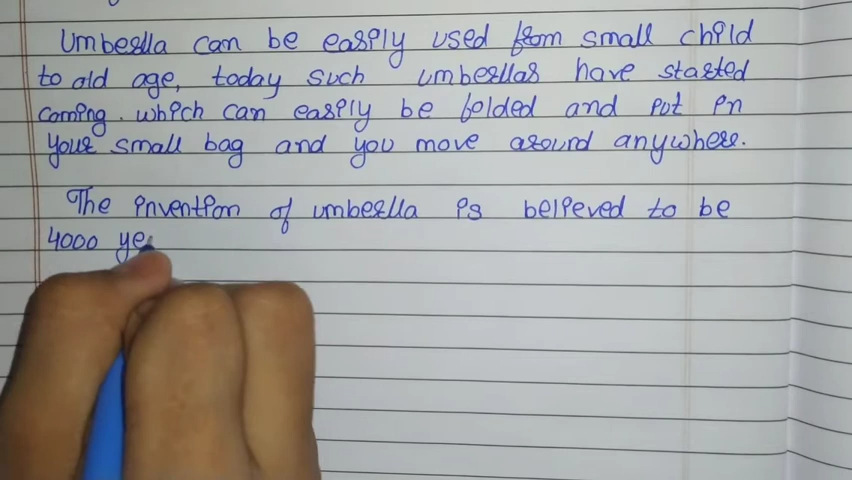 Umbrella can be easily used from small child
to old age, today such umbrellas have started
coming. which can easily be folded and put in
your small bag and you move around anywhere.
The invention of umbrella is believed to be
4000 ye